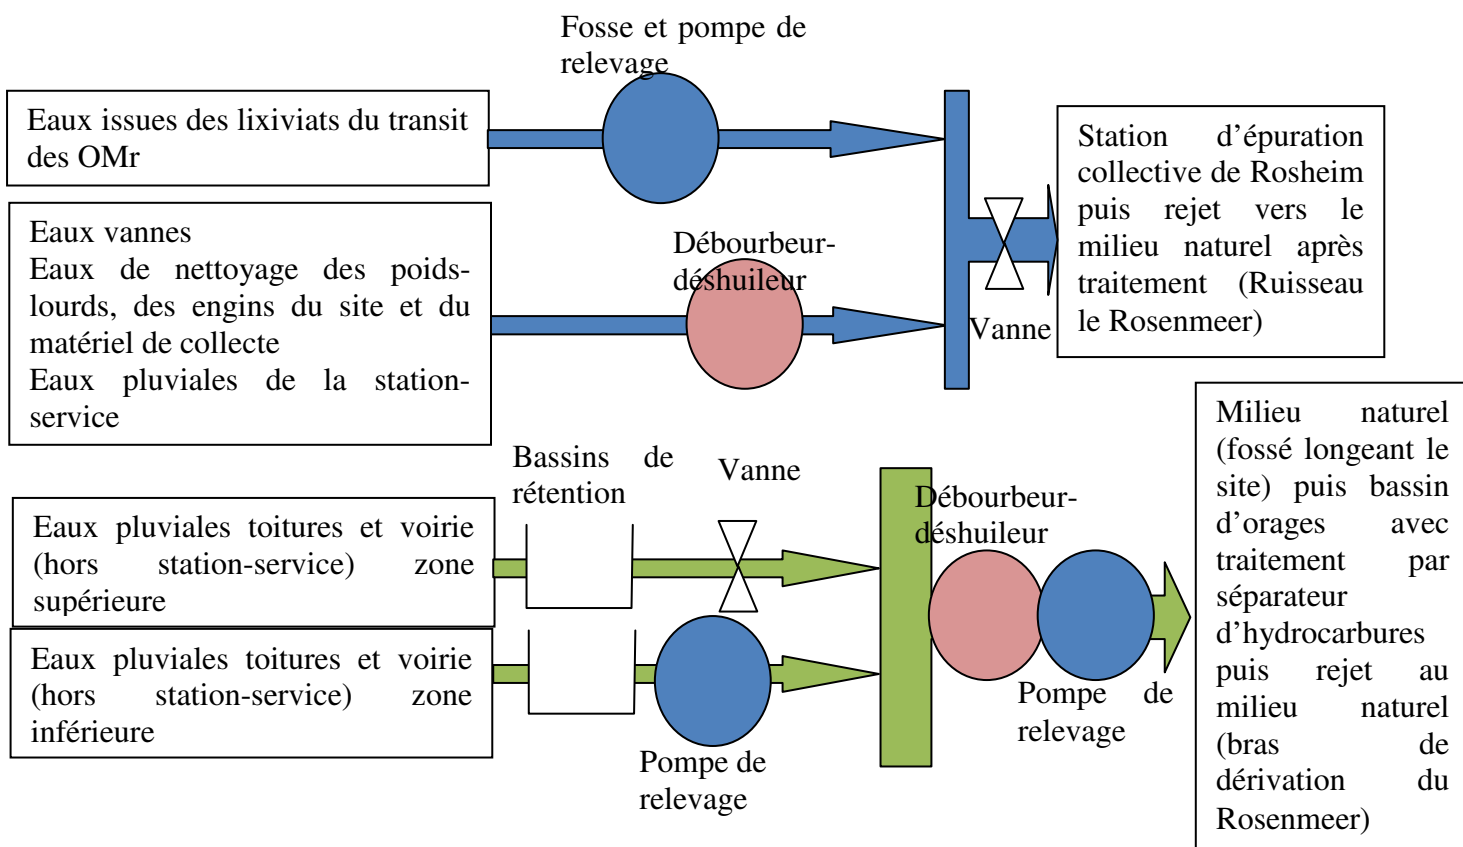 Fosse et pompe de
relevage
Eaux issues des lixiviats du transit
des OMr
Station d'épuration
collective de Rosheim
puis rejet vers le
milieu naturel après
traitement (Ruisseau
le Rosenmeer)
Eaux vannes
Eaux de nettoyage des poids-
lourds, des engins du site et du
matériel de collecte
Eaux pluviales de la station-
service
Débourbeur-
déshuileur
Vanne
Bassins de
rétention
Vanne
Eaux pluviales toitures et voirie
(hors station-service) zone
supérieure
Débourbeur-
déshuileur
Milieu naturel
(fossé longeant le
site) puis bassin
d'orages avec
traitement par
séparateur
d'hydrocarbures
puis rejet au
milieu naturel
(bras de
dérivation du
Rosenmeer)
Eaux pluviales toitures et voirie
(hors station-service) zone
inférieure
Pompe de
relevage
Pompe de
relevage